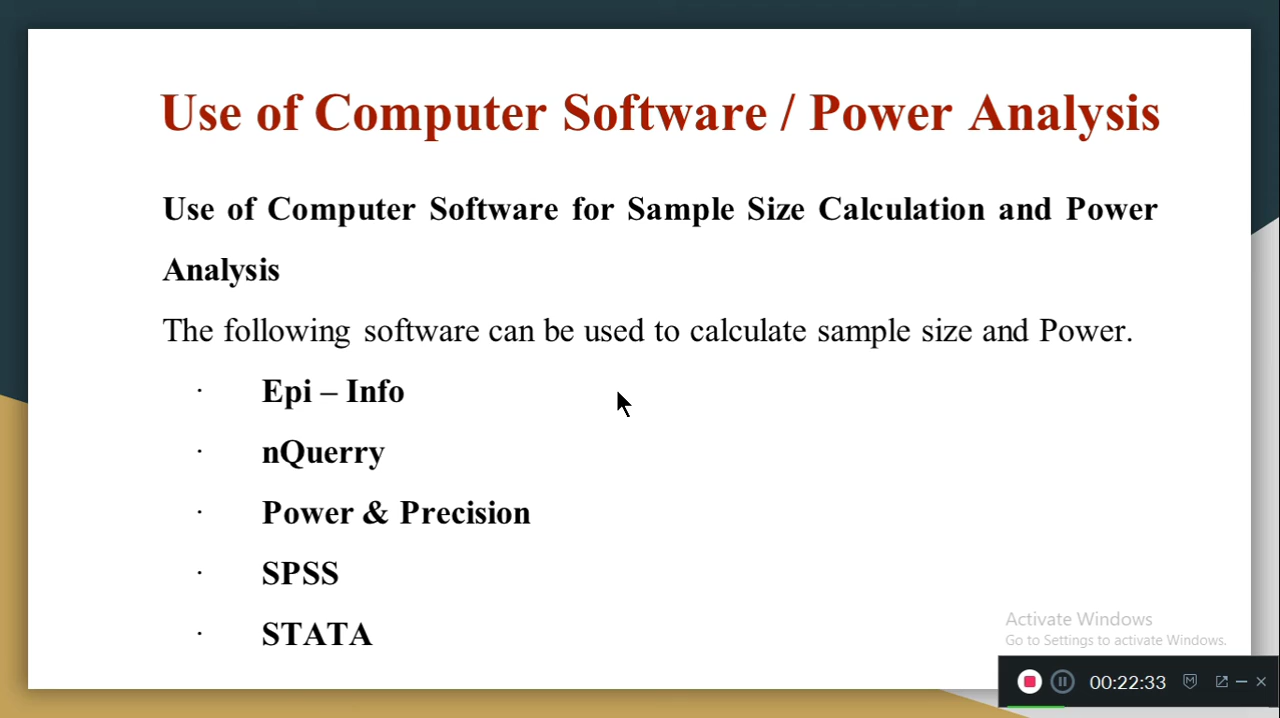 Use of Computer Software / Power Analysis
Use of Computer Software for Sample Size Calculation and Power
Analysis
The following software can be used to calculate sample size and Power.
· Epi – Info
· nQuerry
· Power & Precision
· SPSS
· STATA
Activate Windows
Go to Settings to activate Windows.
00:22:33